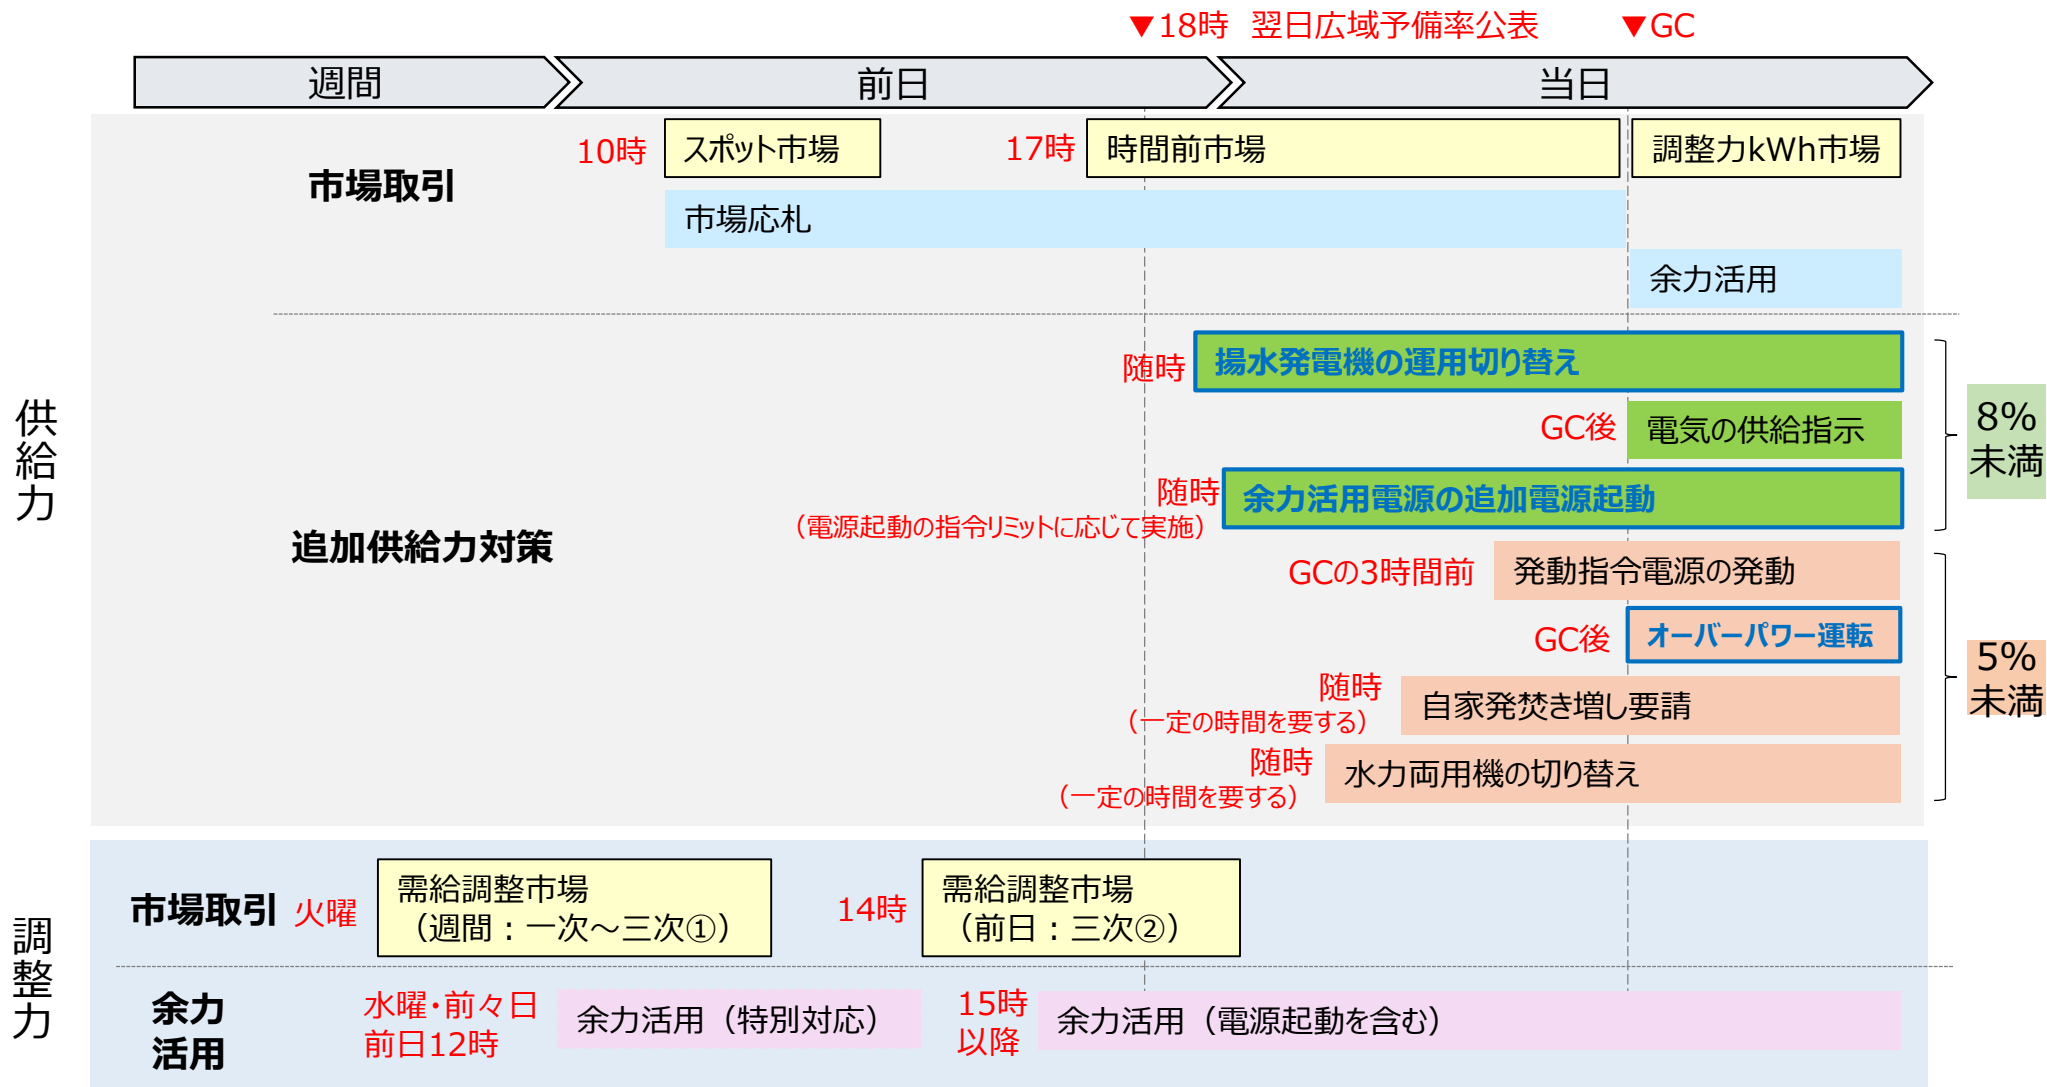 ▼18時 翌日広域予備率公表
▼GC
週間
前日
当日
供給力
市場取引
10時
スポット市場
17時
時間前市場
調整力kWh市場
市場応札
余力活用
追加供給力対策
随時
揚水発電機の運用切り替え
GC後
電気の供給指示
随時
（電源起動の指令リミットに応じて実施）
余力活用電源の追加電源起動
8%
未満
GCの3時間前
発動指令電源の発動
GC後
オーバーパワー運転
随時
（一定の時間を要する）
自家発焚き増し要請
随時
（一定の時間を要する）
水力両用機の切り替え
5%
未満
調整力
市場取引
火曜
需給調整市場
（週間：一次～三次①）
14時
需給調整市場
（前日：三次②）
余力
活用
水曜・前々日
前日12時
余力活用（特別対応）
15時
以降
余力活用（電源起動を含む）